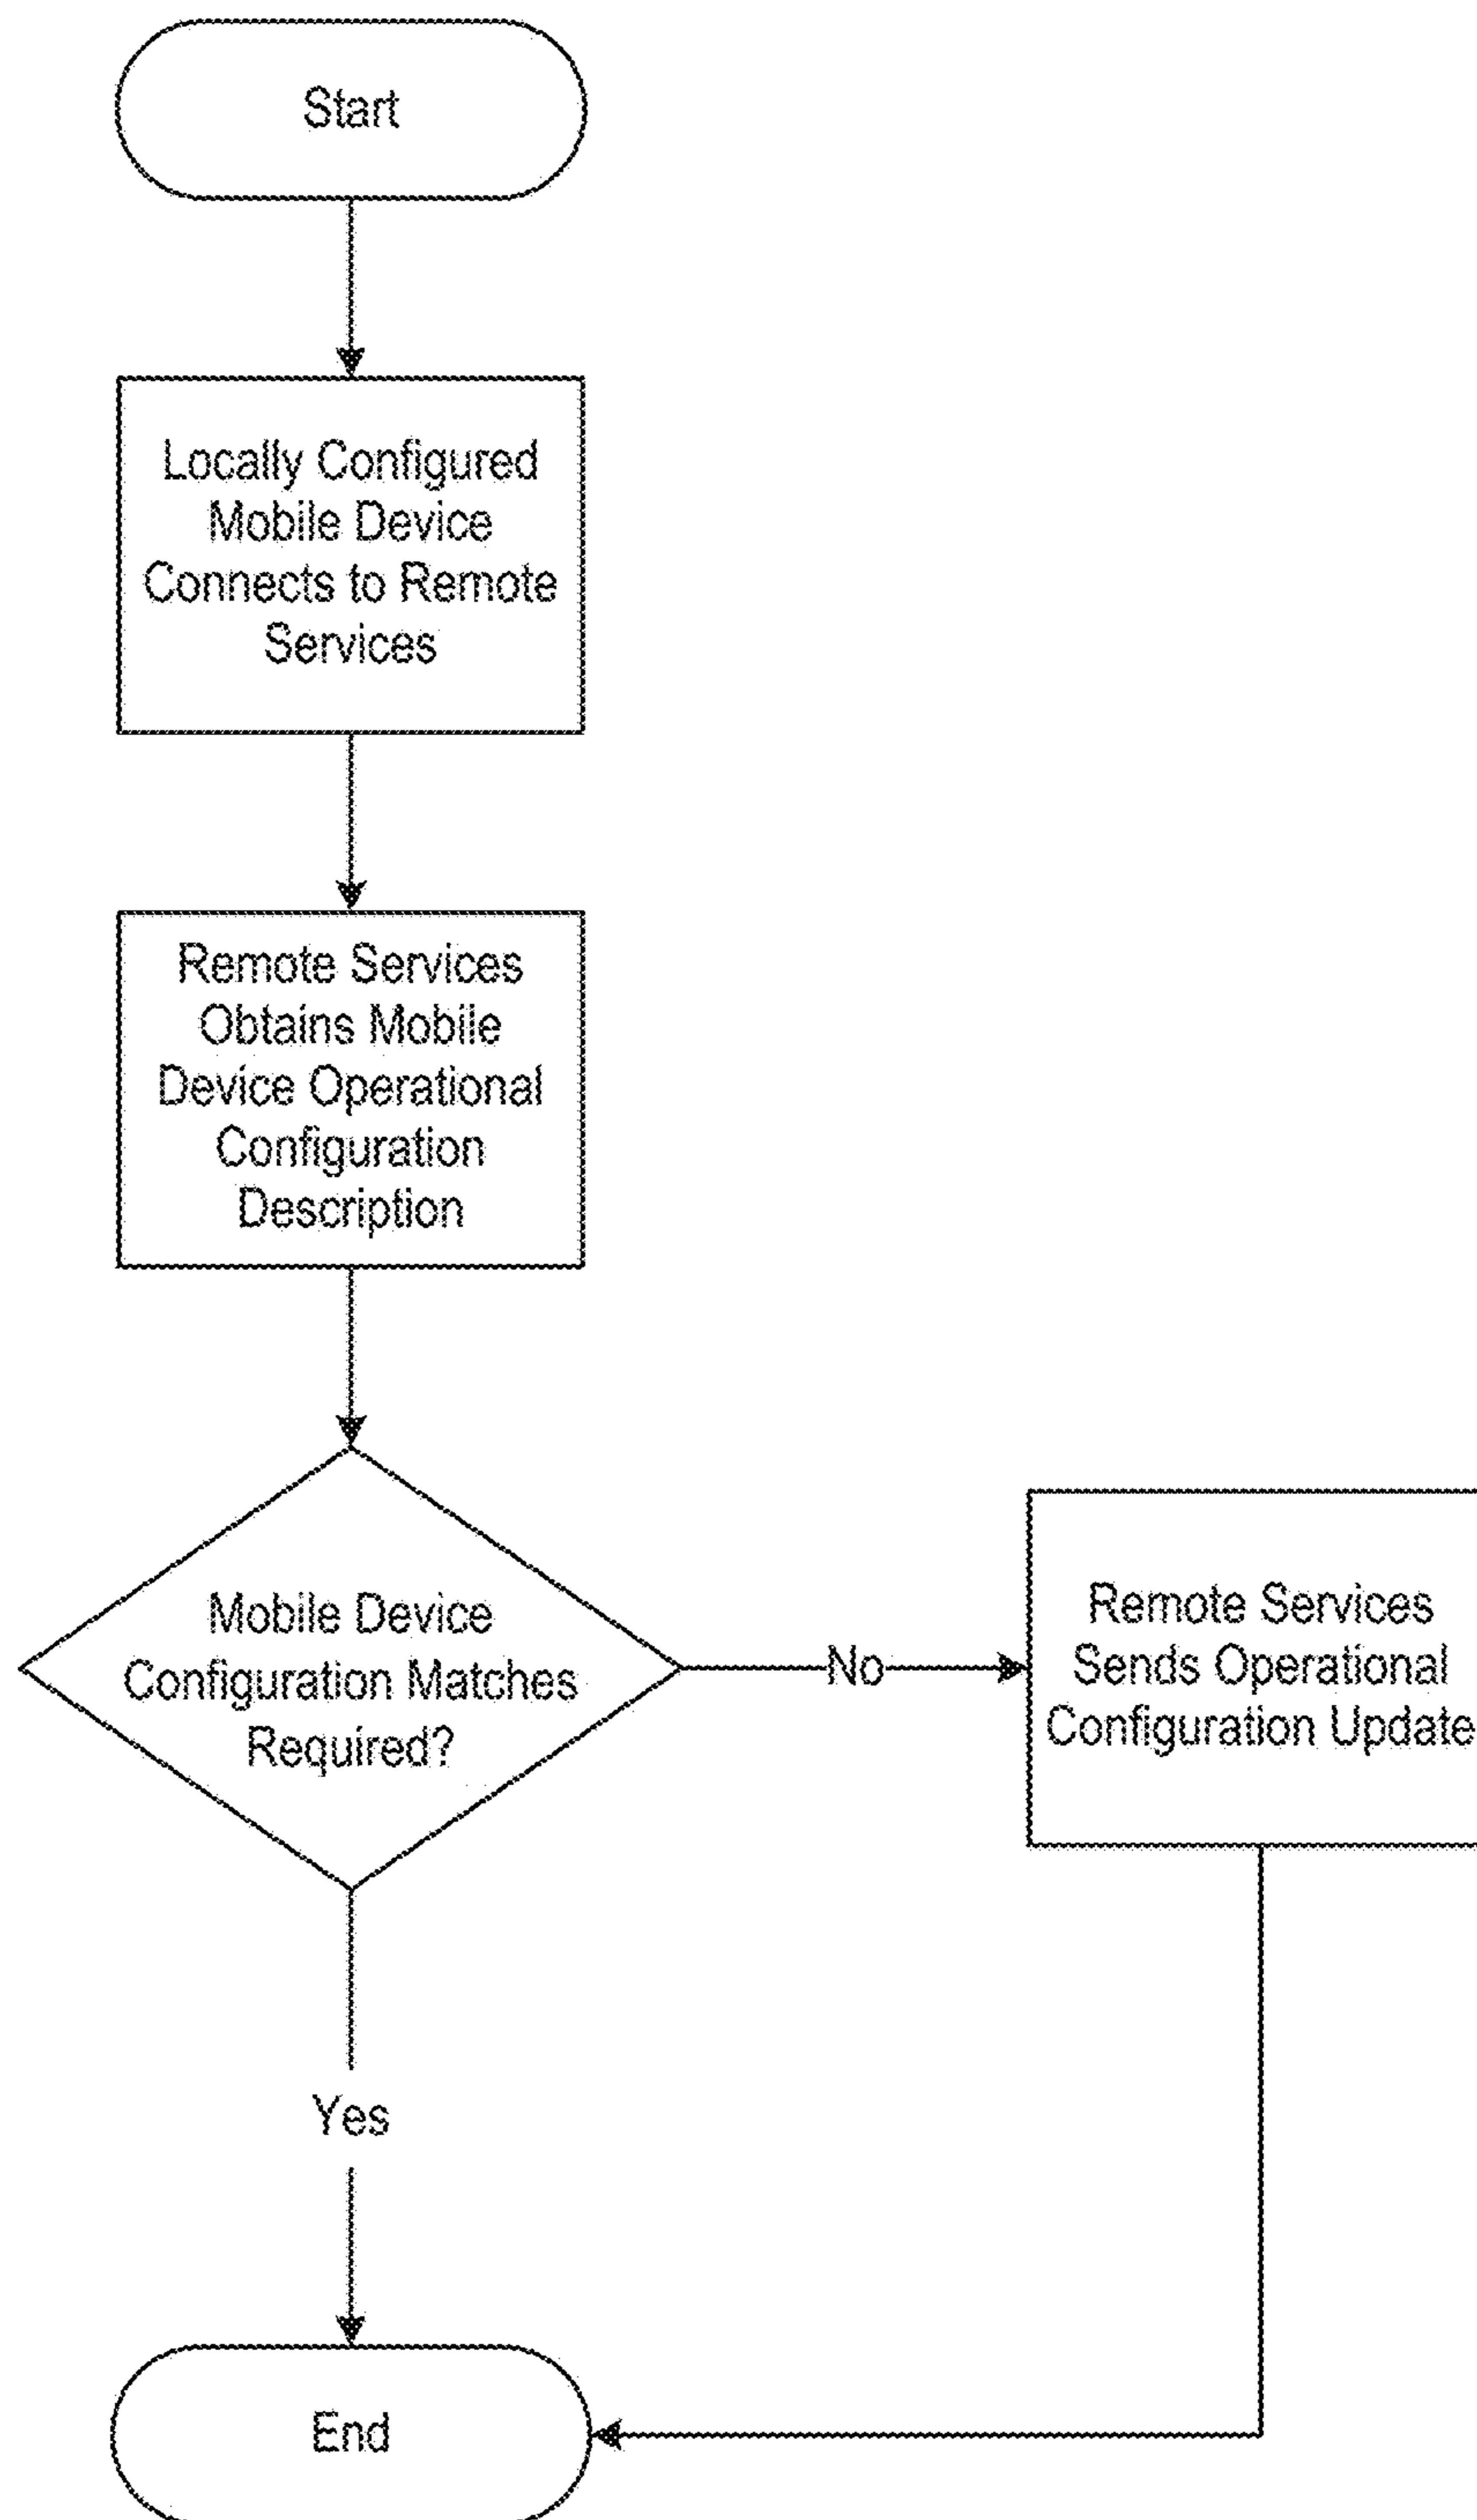 Start
Locally Configured
Mobile Device
Connects to Remote
Services
Remote Services
Obtains Mobile
Device Operational
Configuration
Description
Mobile Device
Configuration Matches
Required?
No
Remote Services
Sends Operational
Configuration Update
Yes
End